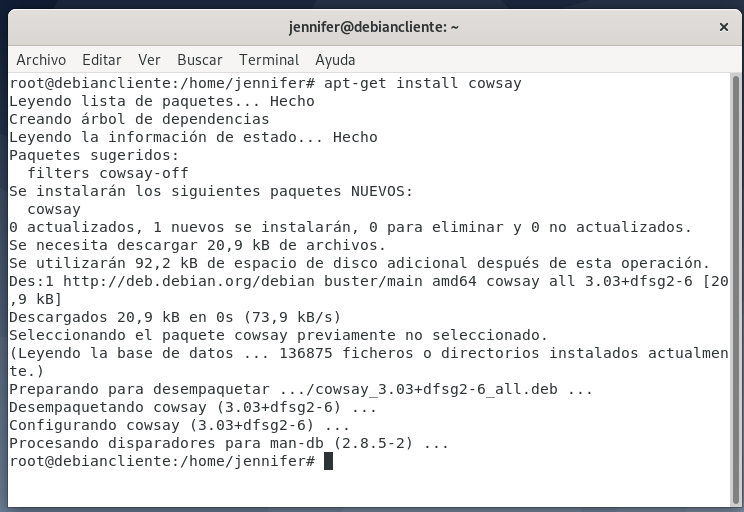 jennifer@debiancliente: ~
Archivo Editar Ver Buscar Terminal Ayuda
root@debiancliente:/home/jennifer# apt-get install cowsay
Leyendo lista de paquetes... Hecho
Creando árbol de dependencias
Leyendo la información de estado... Hecho
Paquetes sugeridos:
  filters cowsay-off
Se instalarán los siguientes paquetes NUEVOS:
  cowsay
0 actualizados, 1 nuevos se instalarán, 0 para eliminar y 0 no actualizados.
Se necesita descargar 20,9 kB de archivos.
Se utilizarán 92,2 kB de espacio de disco adicional después de esta operación.
Des:1 http://deb.debian.org/debian buster/main amd64 cowsay all 3.03+dfsg2-6 [20
,9 kB]
Descargados 20,9 kB en 0s (73,9 kB/s)
Seleccionando el paquete cowsay previamente no seleccionado.
(Leyendo la base de datos ... 136875 ficheros o directorios instalados actualmen
te.)
Preparando para desempaquetar .../cowsay_3.03+dfsg2-6_all.deb ...
Desempaquetando cowsay (3.03+dfsg2-6) ...
Configurando cowsay (3.03+dfsg2-6) ...
Procesando disparadores para man-db (2.8.5-2) ...
root@debiancliente:/home/jennifer#